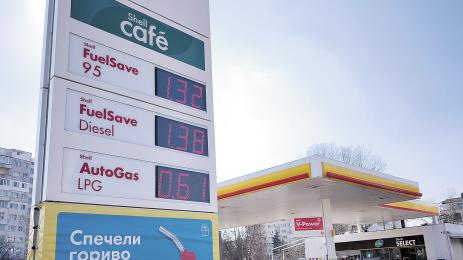 Shell
café
Shell
FuelSave
95
1.32
Shell
FuelSave
Diesel
1.38
Shell
AutoGas
LPG
0.61
Спечели
гориво
V-Power
SELECT